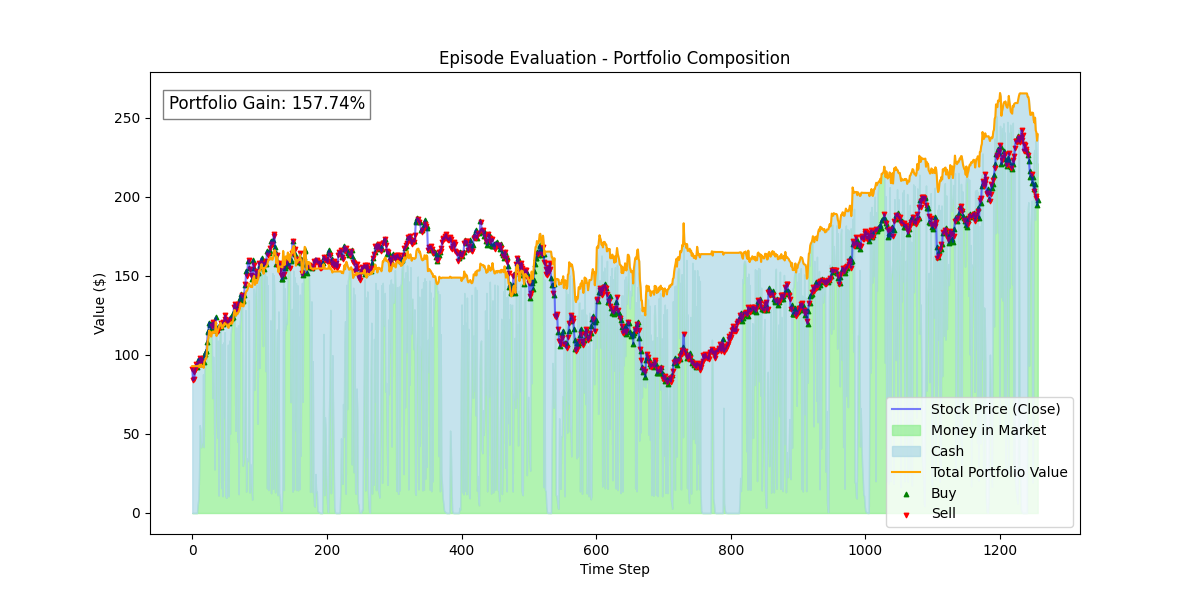 Episode Evaluation - Portfolio Composition
Portfolio Gain: 157.74%
Value ($)
250
200
150
100
50
0
Stock Price (Close)
Money in Market
Cash
Total Portfolio Value
Buy
Sell
0 200 400 600 800 1000 1200
Time Step